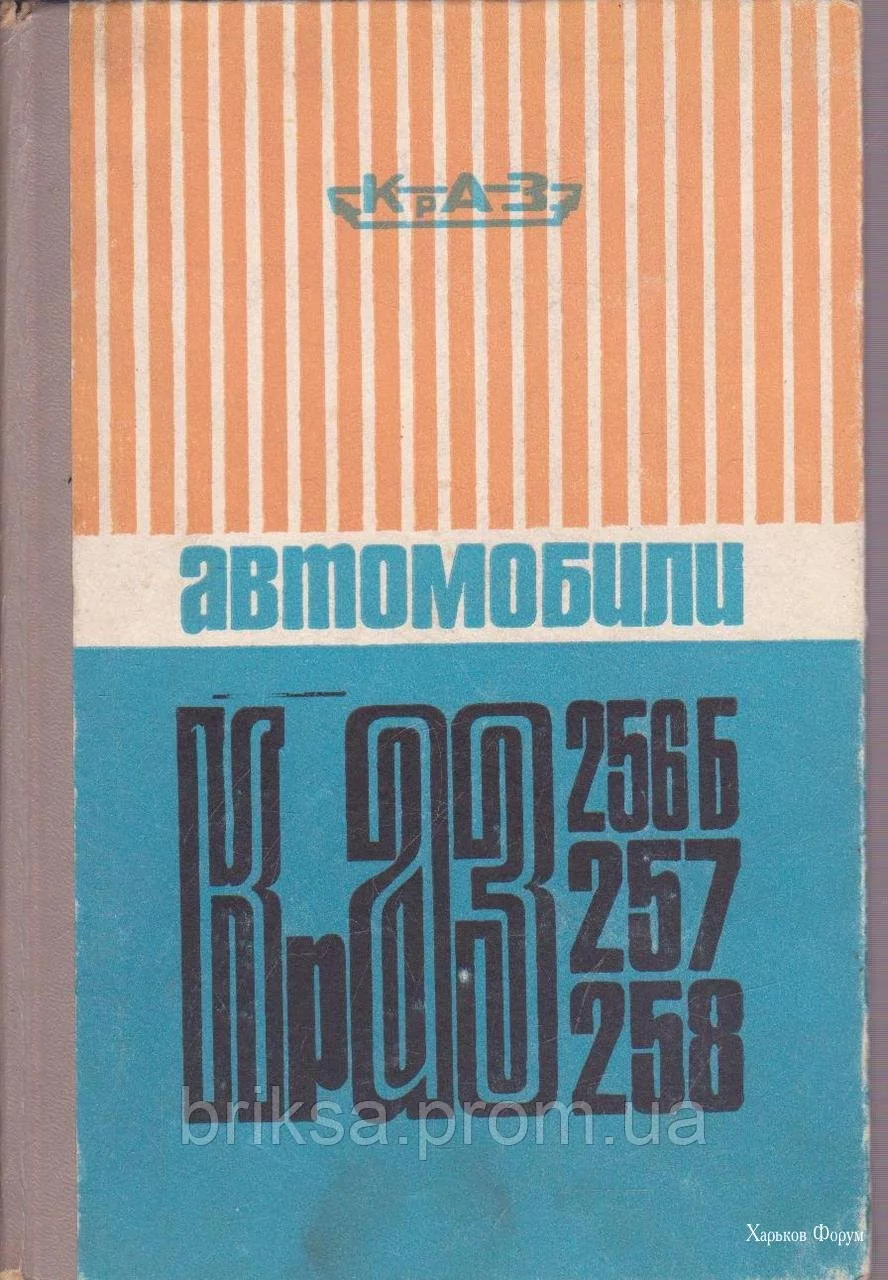 КрАЗ
автомобили
КрАЗ 256Б
257
258
briksa.prom.ua
Харьков Форум